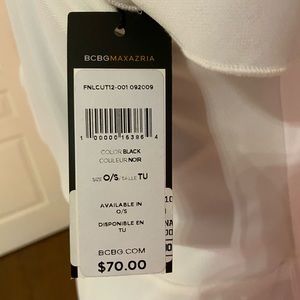 BCBGMAXAZRIA
FNLCUT12-001 092009
1 00000 16386 4
COLOR BLACK
COULEUR NOIR
SIZE O/S / TAILLE TU
AVAILABLE IN
O/S
DISPONIBLE EN
TU
BCBG.COM
$70.00